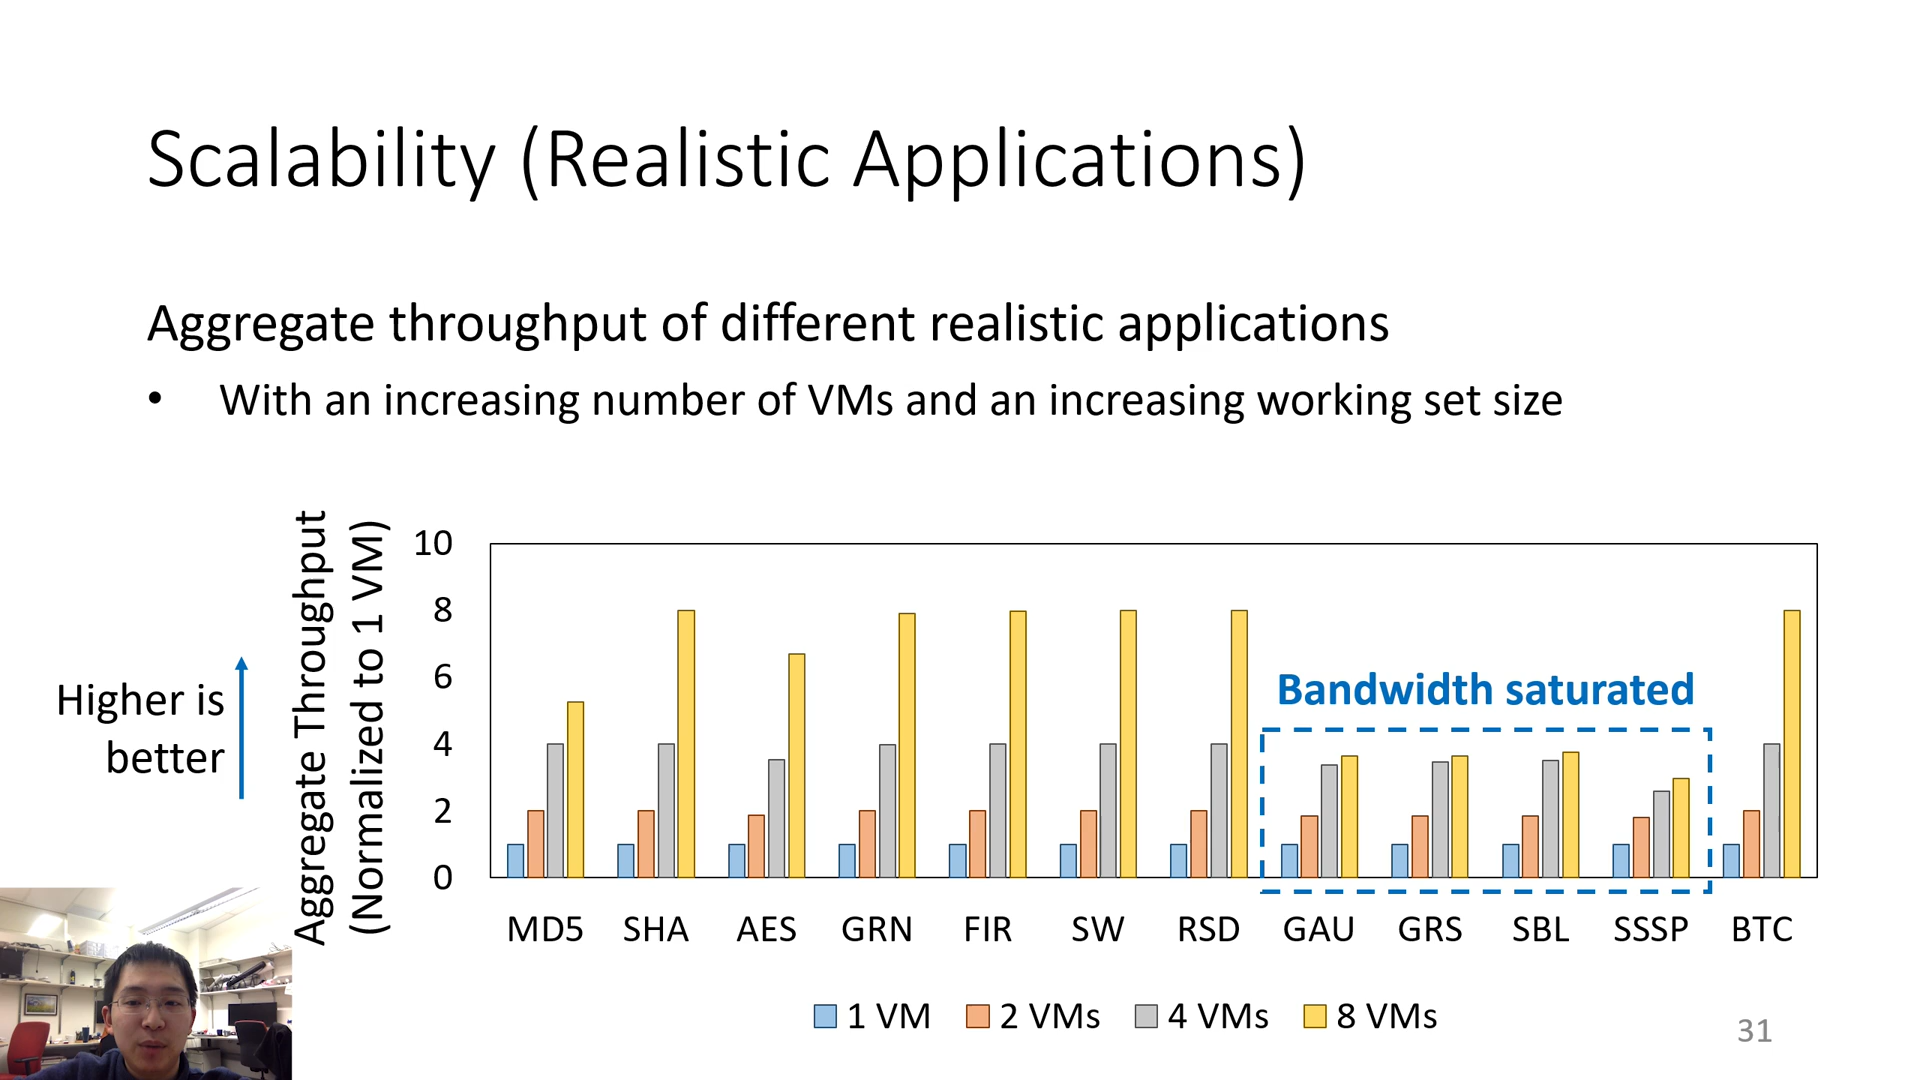 Scalability (Realistic Applications)
Aggregate throughput of different realistic applications
• With an increasing number of VMs and an increasing working set size
Higher is
better
Aggregate Throughput
(Normalized to 1 VM)
10
8
6
4
2
0
Bandwidth saturated
MD5 SHA AES GRN FIR SW RSD GAU GRS SBL SSSP BTC
1 VM 2 VMs 4 VMs 8 VMs
31